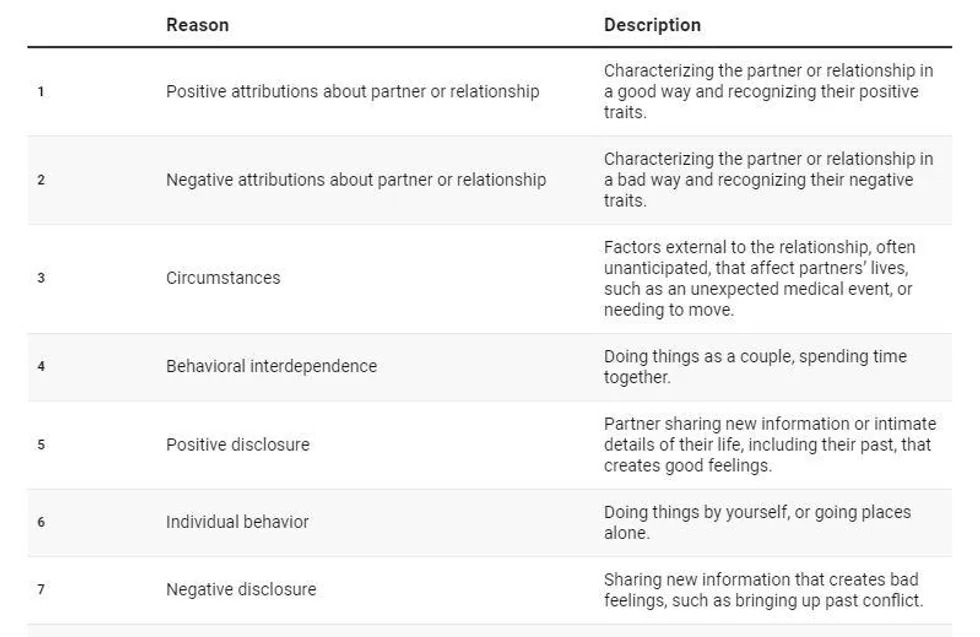 Reason Description
1 Positive attributions about partner or relationship Characterizing the partner or relationship in
a good way and recognizing their positive
traits.
2 Negative attributions about partner or relationship Characterizing the partner or relationship in
a bad way and recognizing their negative
traits.
3 Circumstances Factors external to the relationship, often
unanticipated, that affect partners’ lives,
such as an unexpected medical event, or
needing to move.
4 Behavioral interdependence Doing things as a couple, spending time
together.
5 Positive disclosure Partner sharing new information or intimate
details of their life, including their past, that
creates good feelings.
6 Individual behavior Doing things by yourself, or going places
alone.
7 Negative disclosure Sharing new information that creates bad
feelings, such as bringing up past conflict.